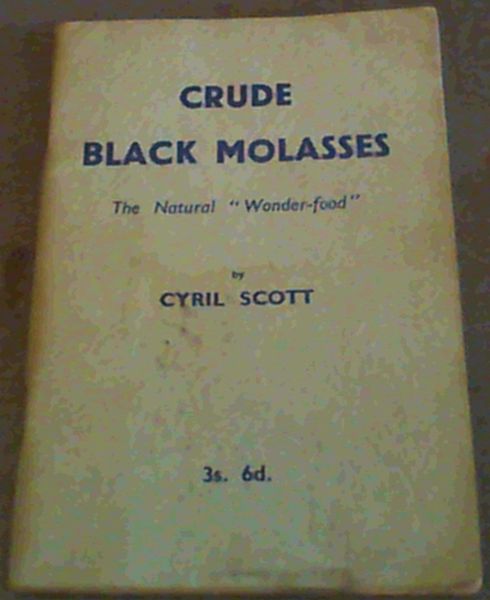 CRUDE
BLACK MOLASSES
The Natural "Wonder-food"
by
CYRIL SCOTT
3s. 6d.